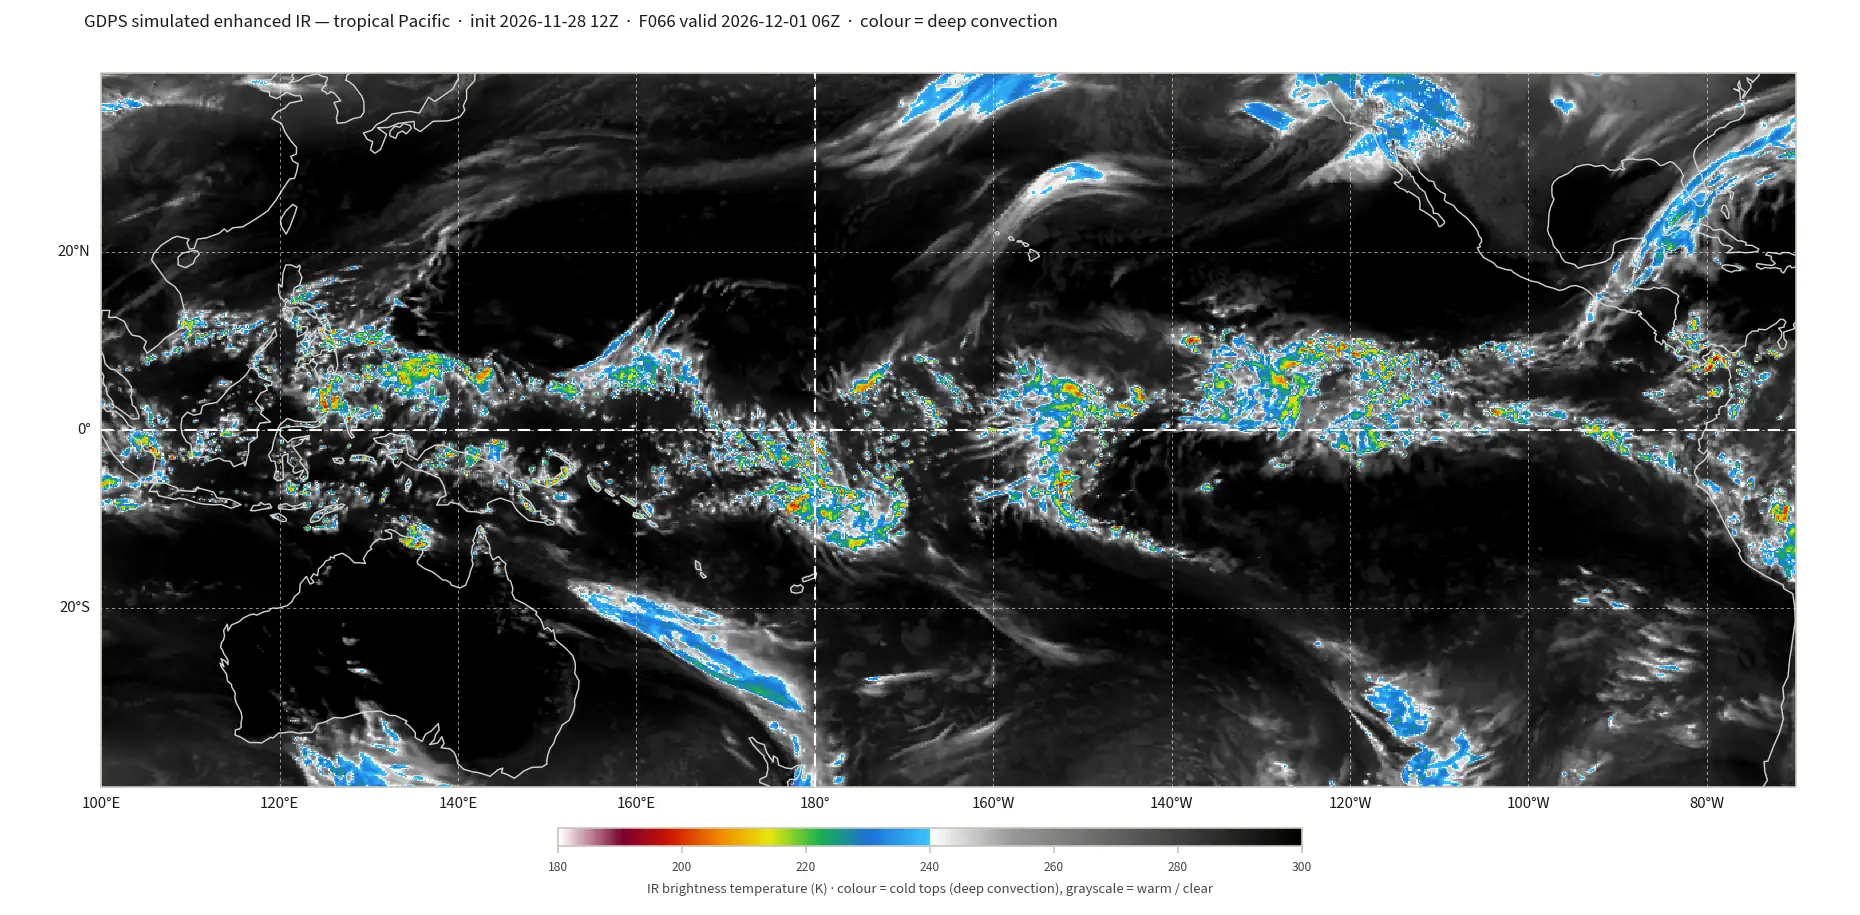 GDPS simulated enhanced IR — tropical Pacific · init 2026-11-28 12Z · F066 valid 2026-12-01 06Z · colour = deep convection
20°N
0°
20°S
100°E 120°E 140°E 160°E 180° 160°W 140°W 120°W 100°W 80°W
180 200 220 240 260 280 300
IR brightness temperature (K) · colour = cold tops (deep convection), grayscale = warm / clear